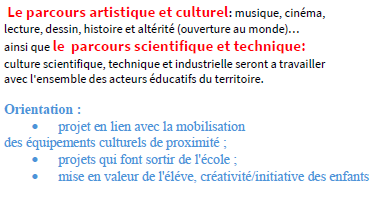 Le parcours artistique et culturel: musique, cinéma,
lecture, dessin, histoire et altérité (ouverture au monde)...
ainsi que le parcours scientifique et technique:
culture scientifique, technique et industrielle seront a travailler
avec l'ensemble des acteurs éducatifs du territoire.
Orientation :
• projet en lien avec la mobilisation
des équipements culturels de proximité ;
• projets qui font sortir de l'école ;
• mise en valeur de l'éléve, créativité/initiative des enfants